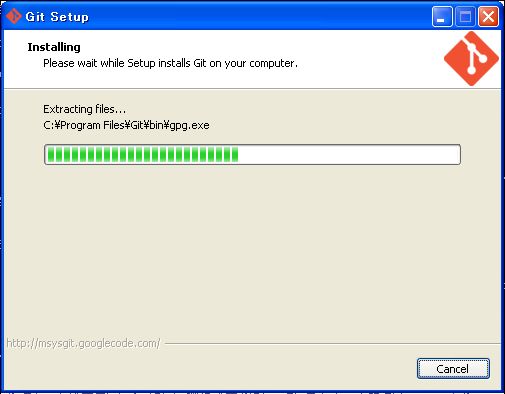 Git Setup
Installing
Please wait while Setup installs Git on your computer.
Extracting files...
C:¥Program Files¥Git¥bin¥gpg.exe
http://msysgit.googlecode.com/
Cancel